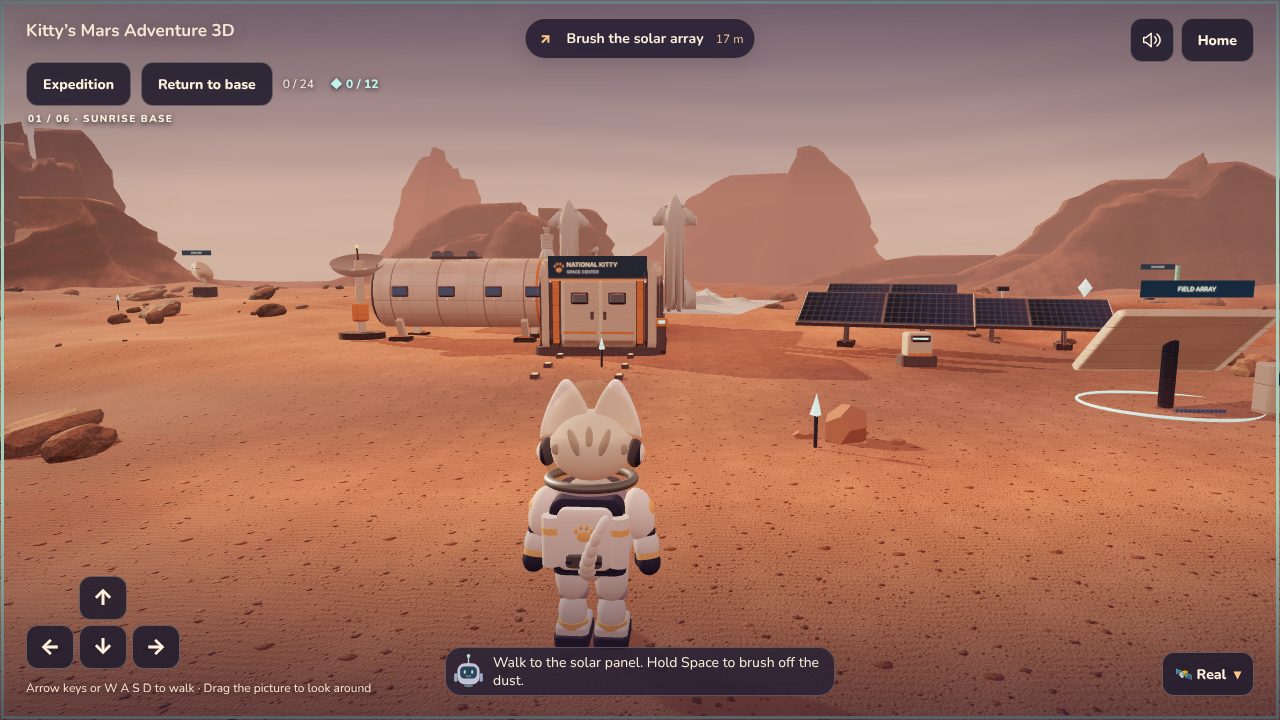 Kitty's Mars Adventure 3D
Brush the solar array 17 m
Home
Expedition
Return to base
0 / 24
0 / 12
01 / 06 · SUNRISE BASE
NATIONAL KITTY
SPACE CENTER
FIELD ARRAY
Walk to the solar panel. Hold Space to brush off the
dust.
Arrow keys or W A S D to walk · Drag the picture to look around
Real